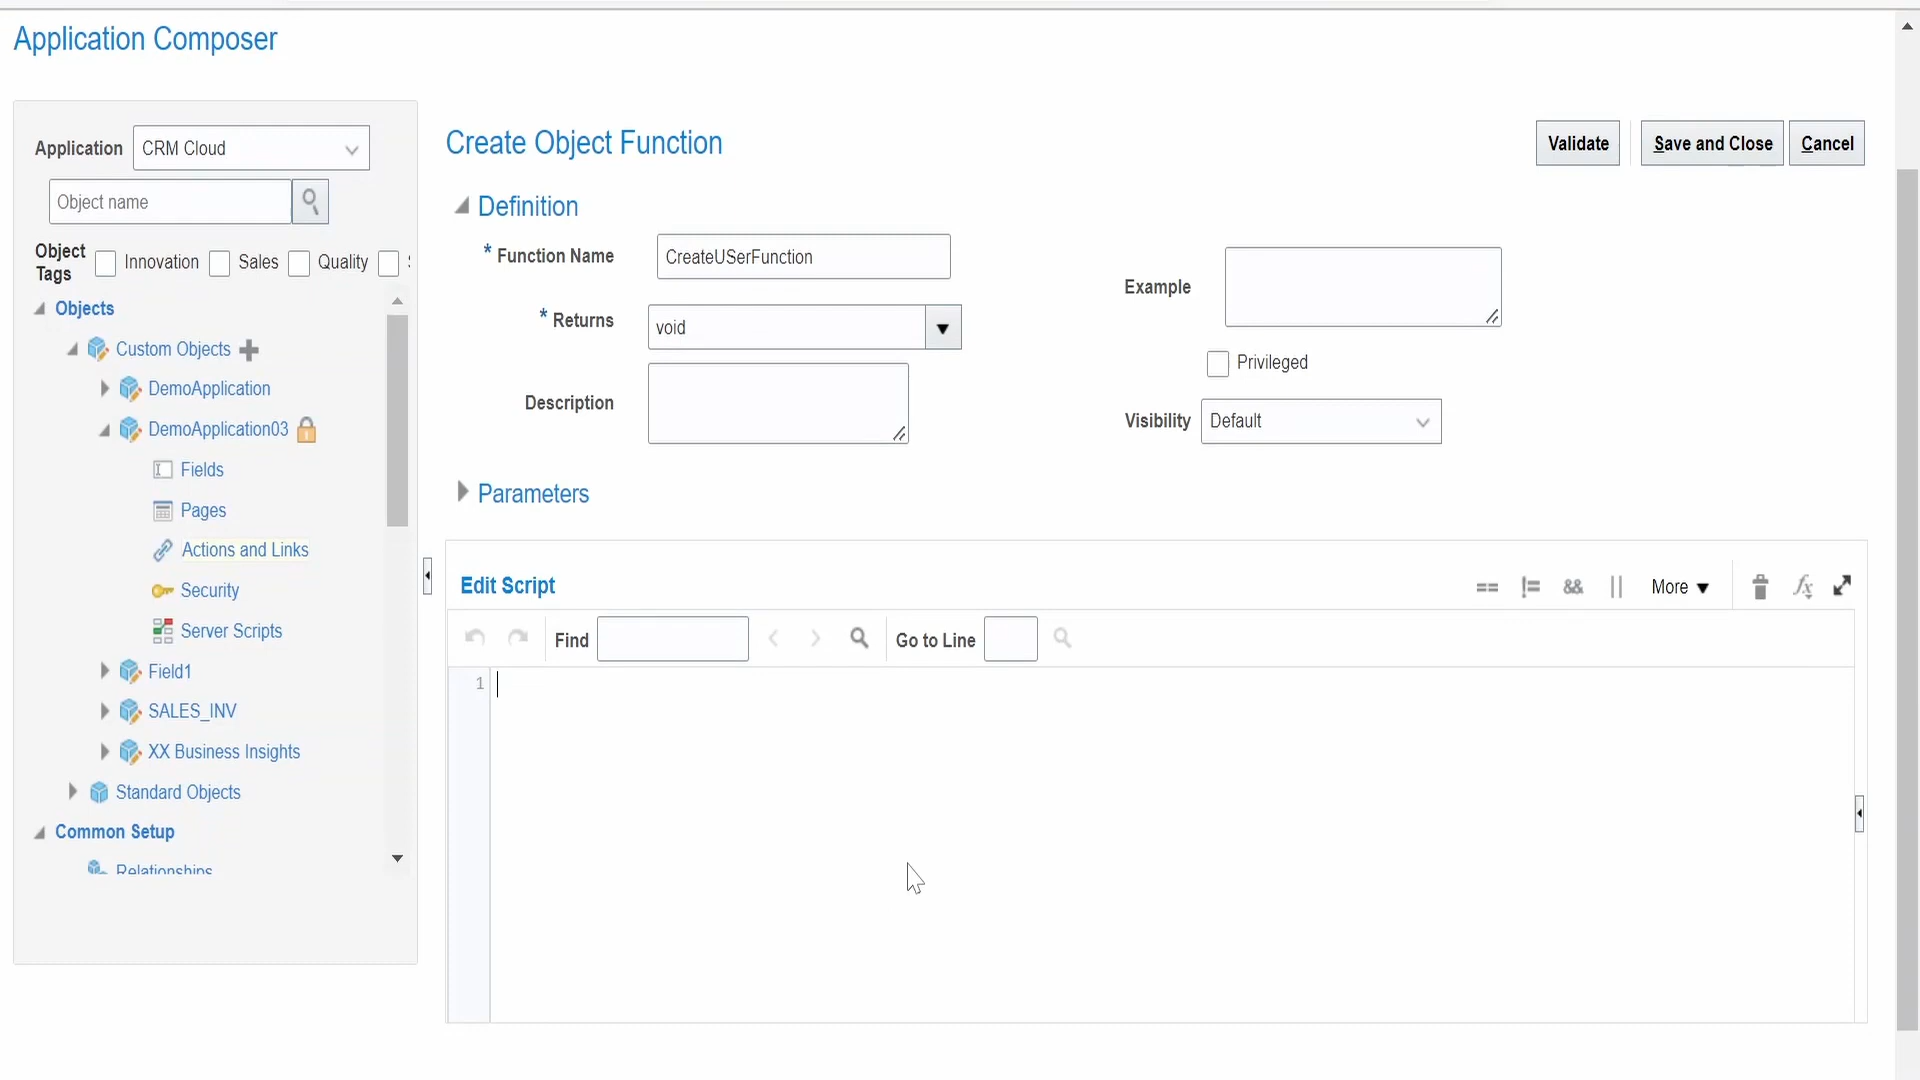 Application Composer
Application
CRM Cloud
Object name
Object Tags
Innovation
Sales
Quality
Objects
Custom Objects
DemoApplication
DemoApplication03
Fields
Pages
Actions and Links
Security
Server Scripts
Field1
SALES_INV
XX Business Insights
Standard Objects
Common Setup
Relationships
Create Object Function
Validate
Save and Close
Cancel
Definition
* Function Name
CreateUSerFunction
* Returns
void
Description
Example
Privileged
Visibility
Default
Parameters
Edit Script
==
!=
&&
||
More
fx
Find
Go to Line
1